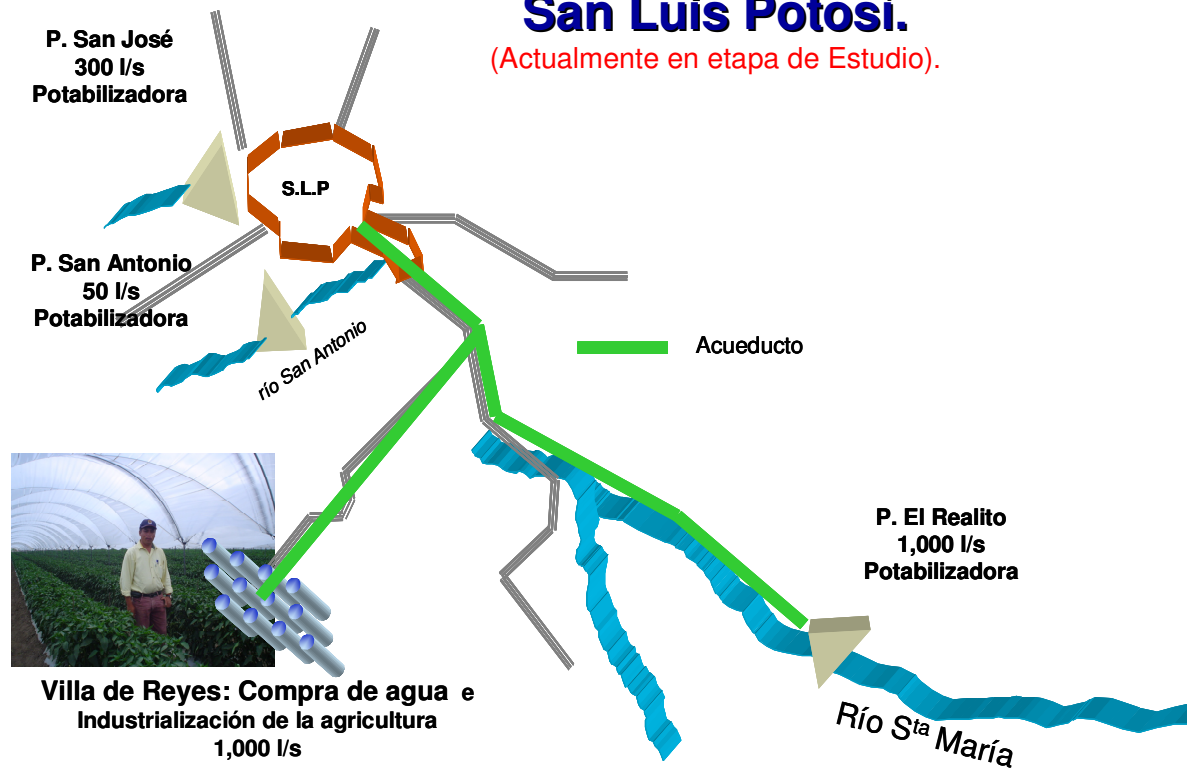 San Luis Potosí.
(Actualmente en etapa de Estudio).
P. San José
300 l/s
Potabilizadora
S.L.P
P. San Antonio
50 l/s
Potabilizadora
río San Antonio
Acueducto
P. El Realito
1,000 l/s
Potabilizadora
Villa de Reyes: Compra de agua e
Industrialización de la agricultura
1,000 l/s
Río Sta María